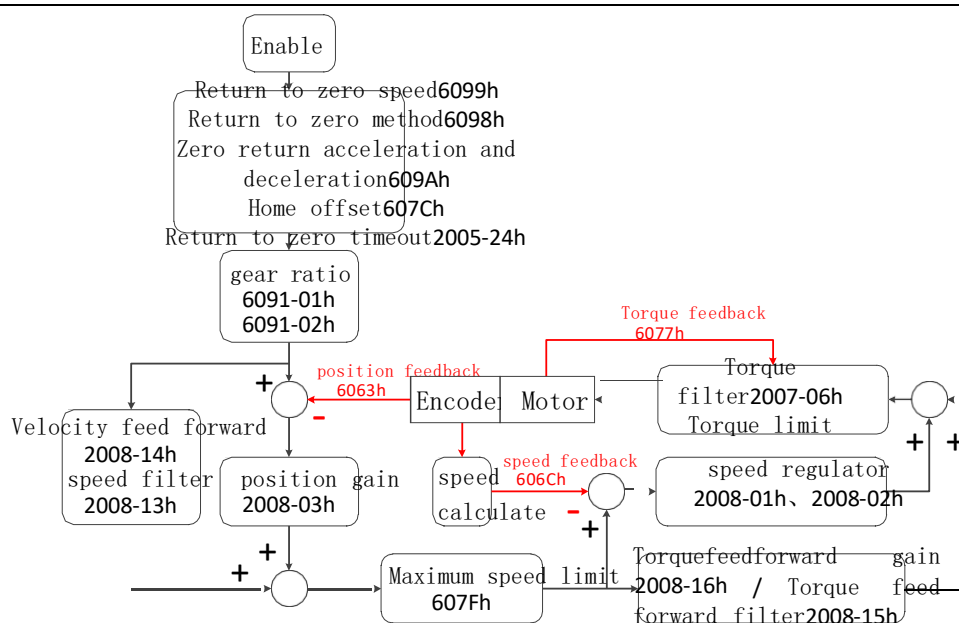 Enable
Return to zero speed6099h
Return to zero method6098h
Zero return acceleration and
deceleration609Ah
Home offset607Ch
Return to zero timeout2005-24h
gear ratio
6091-01h
6091-02h
Torque feedback
6077h
position feedback
6063h
+
-
Encoder
Motor
Torque
filter2007-06h
Torque limit
+
+
Velocity feed forward
2008-14h
speed filter
2008-13h
position gain
2008-03h
speed
calculate
speed feedback
606Ch
-
+
speed regulator
2008-01h、2008-02h
+
+
Maximum speed limit
607Fh
Torquefeedforward gain
2008-16h / Torque feed
forward filter2008-15h